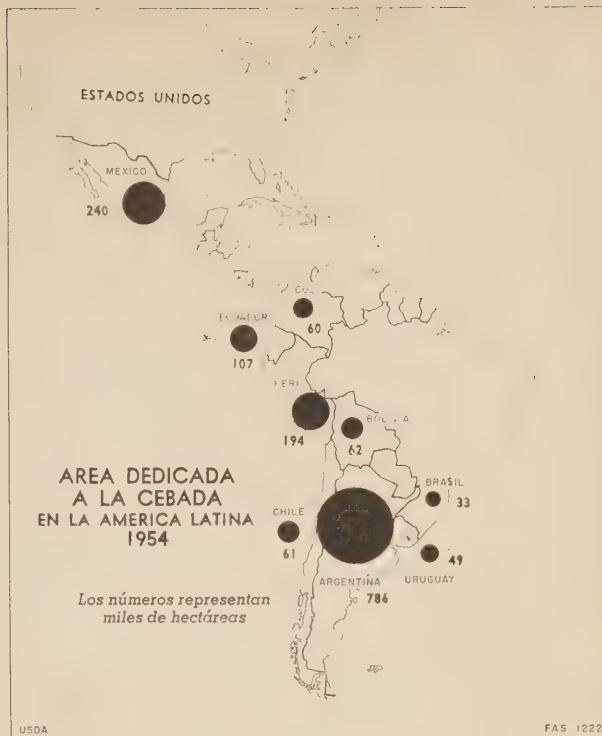 ESTADOS UNIDOS
MEXICO
240
60
ECUADOR
107
194
62
AREA DEDICADA
A LA CEBADA
EN LA AMERICA LATINA
1954
BRASIL
33
CHILE
61
49
URUGUAY
ARGENTINA
786
Los números representan
miles de hectáreas
USDA
FAS 1222